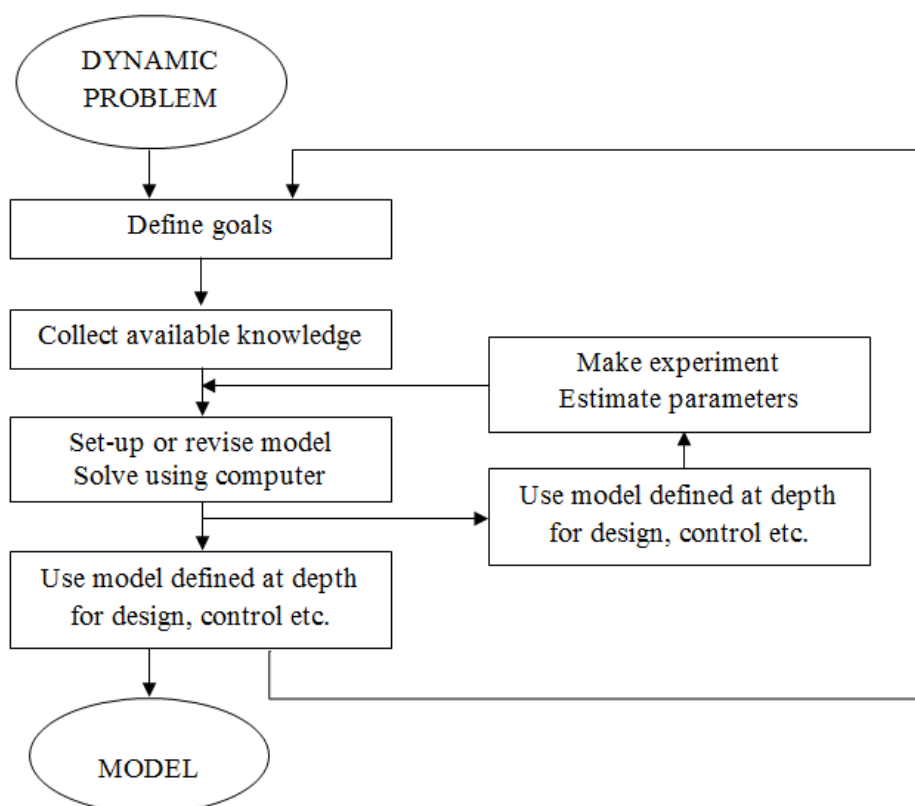 DYNAMIC
PROBLEM
Define goals
Collect available knowledge
Make experiment
Estimate parameters
Set-up or revise model
Solve using computer
Use model defined at depth
for design, control etc.
Use model defined at depth
for design, control etc.
MODEL